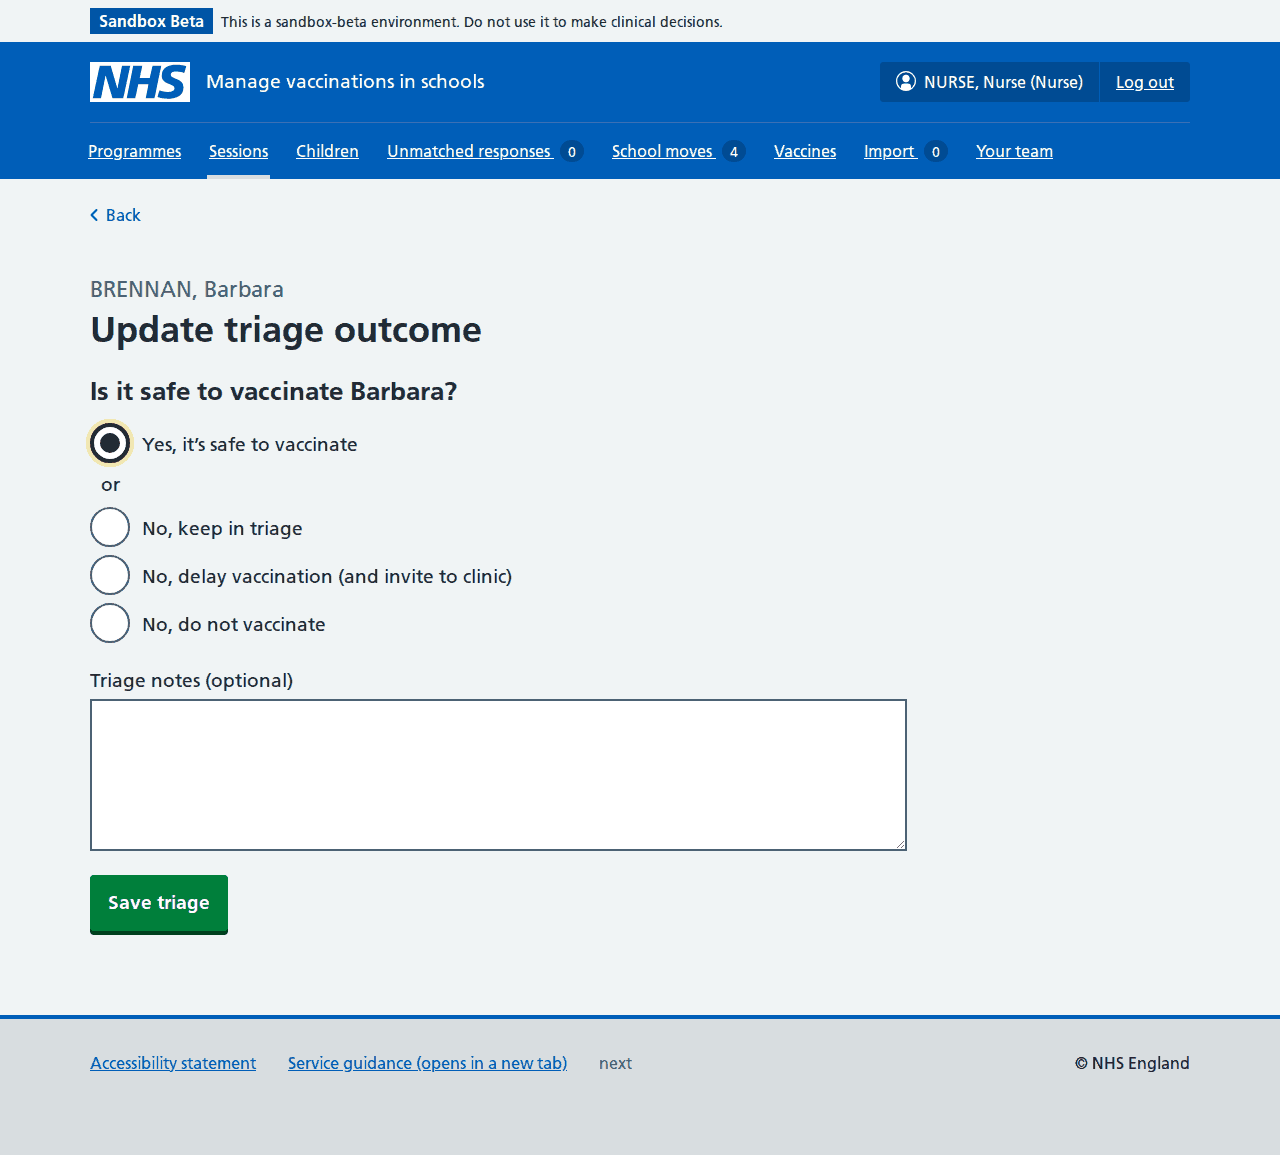 Sandbox Beta This is a sandbox-beta environment. Do not use it to make clinical decisions.
NHS Manage vaccinations in schools NURSE, Nurse (Nurse) Log out
Programmes Sessions Children Unmatched responses 0 School moves 4 Vaccines Import 0 Your team
Back
BRENNAN, Barbara
Update triage outcome
Is it safe to vaccinate Barbara?
Yes, it’s safe to vaccinate
or
No, keep in triage
No, delay vaccination (and invite to clinic)
No, do not vaccinate
Triage notes (optional)
Save triage
Accessibility statement Service guidance (opens in a new tab) next © NHS England